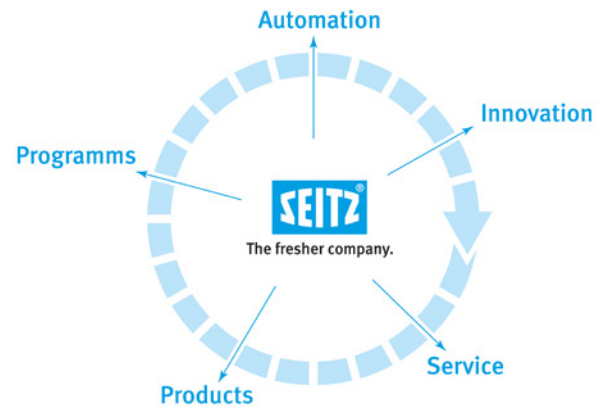 Automation
Innovation
Programms
SEITZ®
The fresher company.
Service
Products